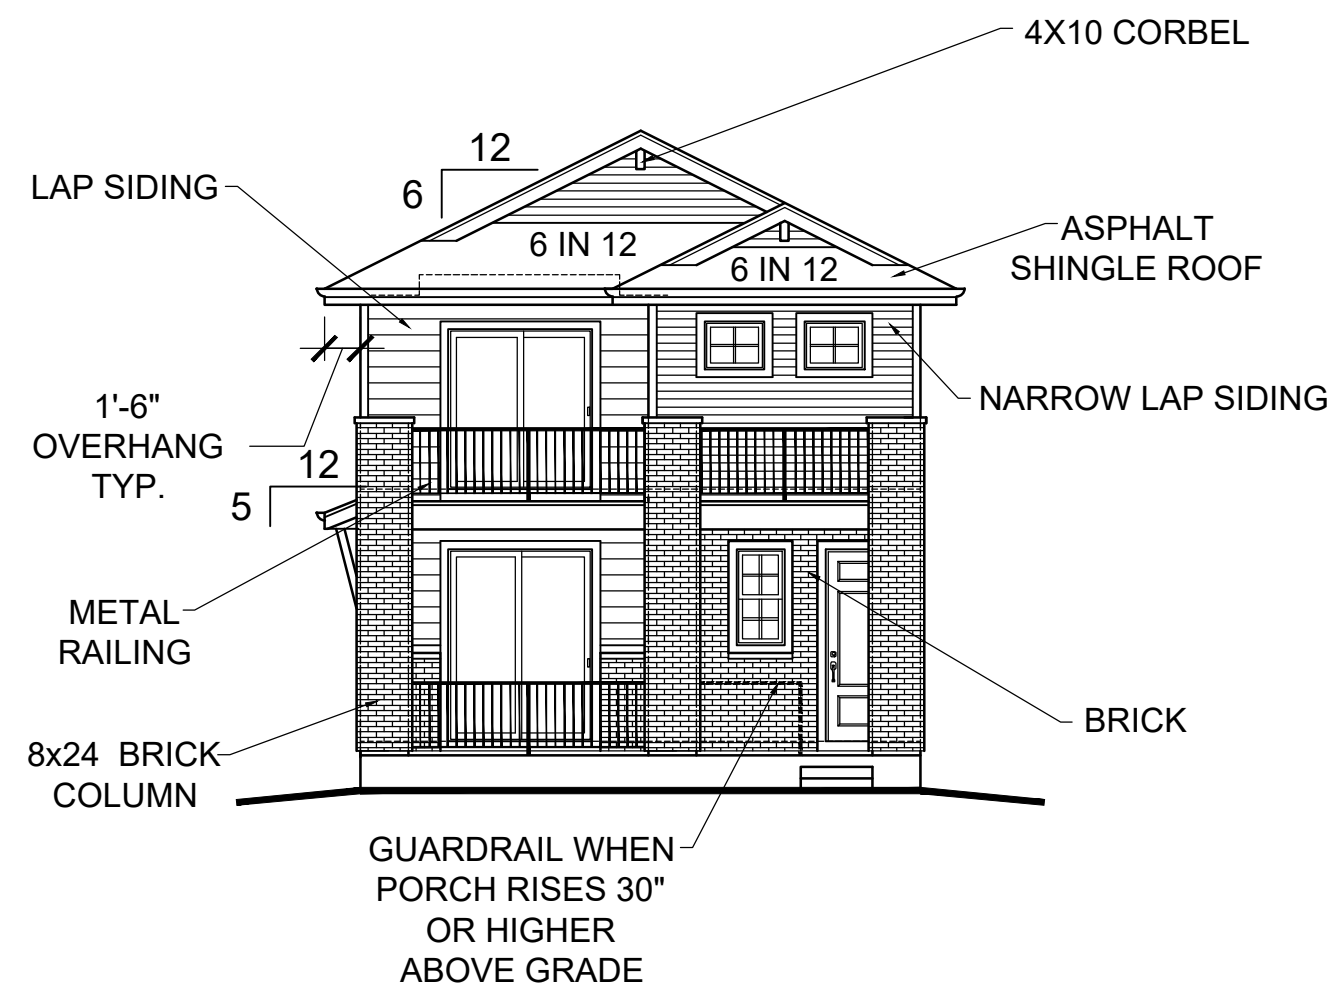 4X10 CORBEL
12
6
LAP SIDING
6 IN 12
6 IN 12
ASPHALT
SHINGLE ROOF
1'-6"
OVERHANG
TYP.
NARROW LAP SIDING
12
5
METAL
RAILING
8x24 BRICK
COLUMN
BRICK
GUARDRAIL WHEN
PORCH RISES 30"
OR HIGHER
ABOVE GRADE